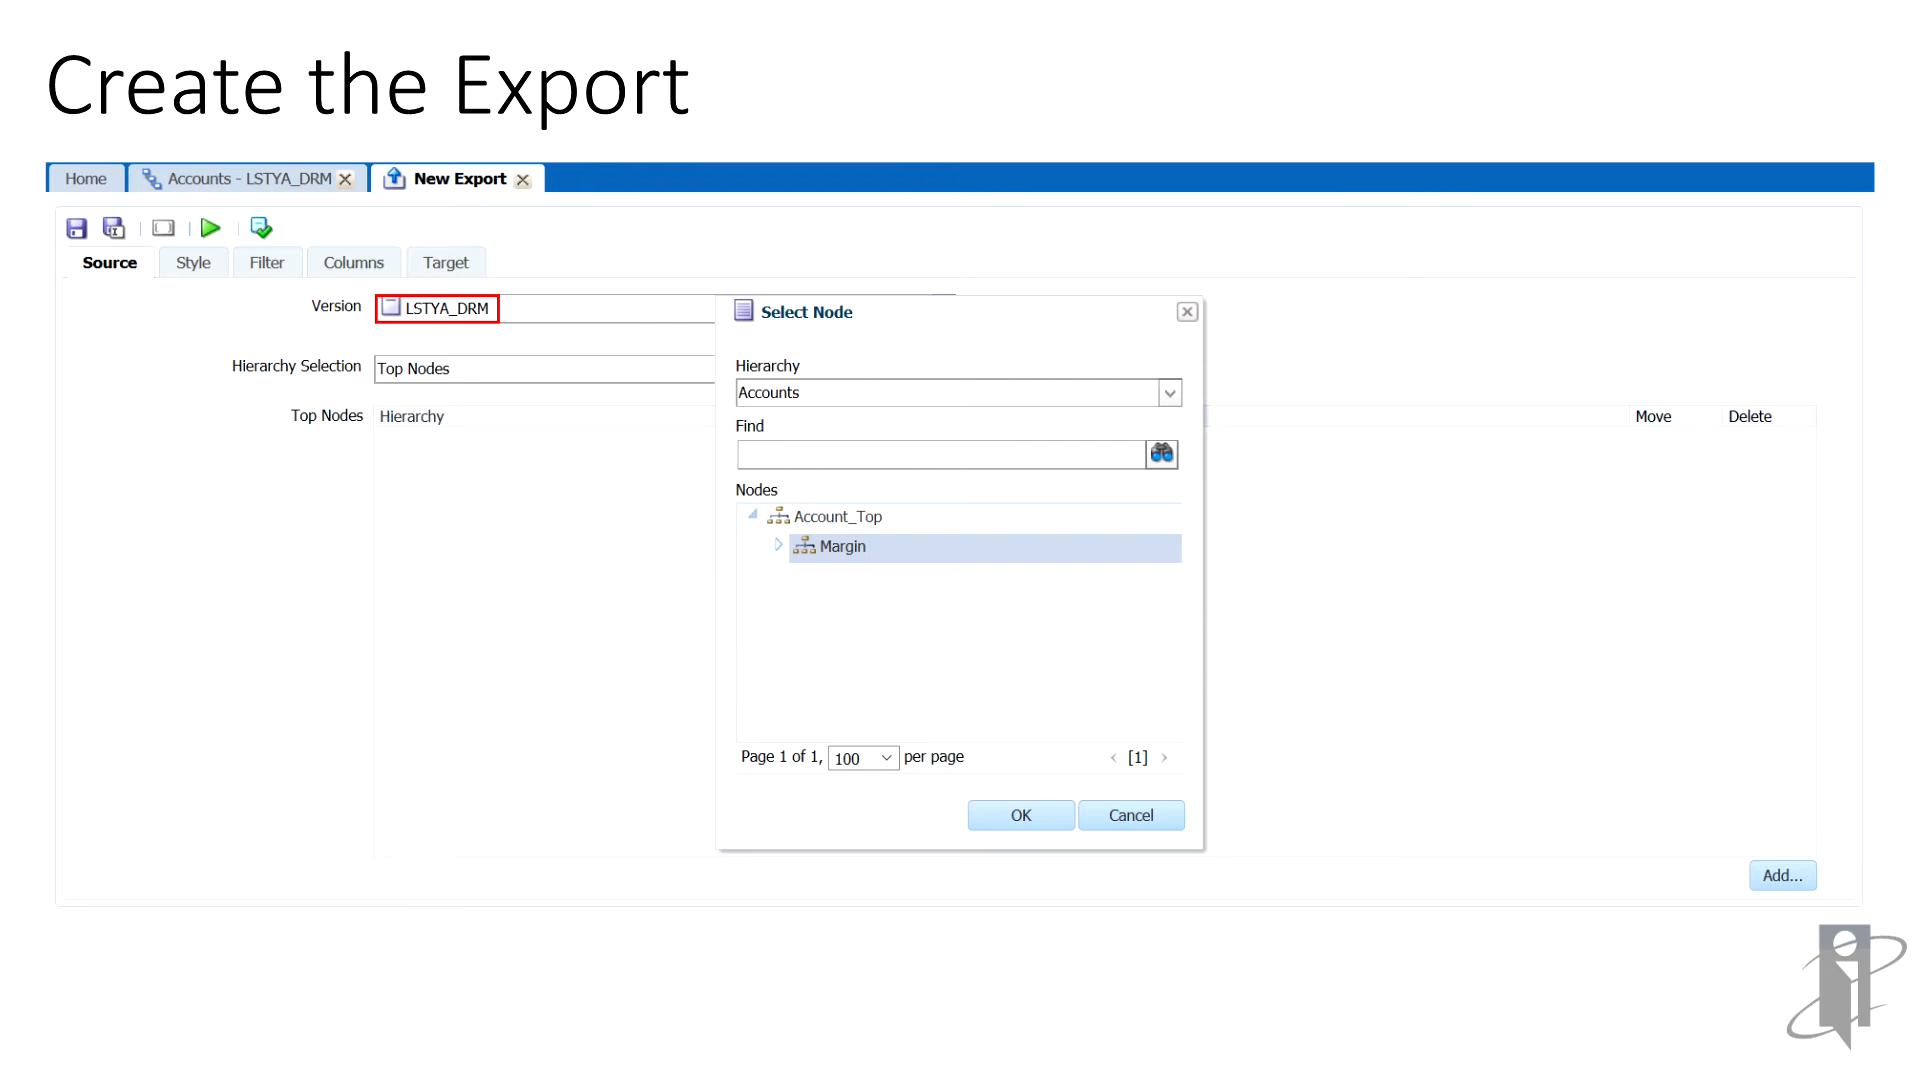 Create the Export
Home Accounts - LSTYA_DRM New Export
Source Style Filter Columns Target
Version LSTYA_DRM
Hierarchy Selection Top Nodes
Top Nodes Hierarchy Move Delete
Select Node
Hierarchy
Accounts
Find
Nodes
Account_Top
Margin
Page 1 of 1, 100 per page < [1] >
OK Cancel
Add...